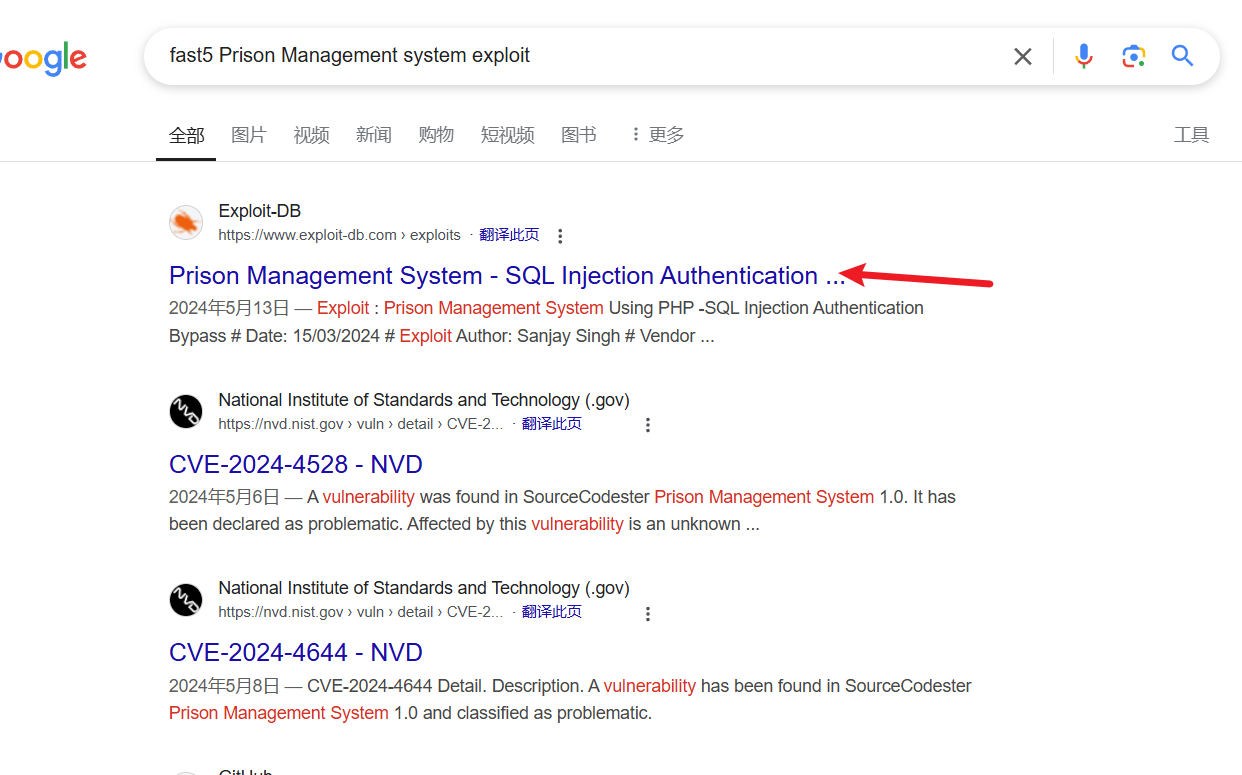 oogle
fast5 Prison Management system exploit
全部 图片 视频 新闻 购物 短视频 图书 更多 工具
Exploit-DB
https://www.exploit-db.com › exploits · 翻译此页
Prison Management System - SQL Injection Authentication ...
2024年5月13日 — Exploit : Prison Management System Using PHP -SQL Injection Authentication
Bypass # Date: 15/03/2024 # Exploit Author: Sanjay Singh # Vendor ...
National Institute of Standards and Technology (.gov)
https://nvd.nist.gov › vuln › detail › CVE-2... · 翻译此页
CVE-2024-4528 - NVD
2024年5月6日 — A vulnerability was found in SourceCodester Prison Management System 1.0. It has
been declared as problematic. Affected by this vulnerability is an unknown ...
National Institute of Standards and Technology (.gov)
https://nvd.nist.gov › vuln › detail › CVE-2... · 翻译此页
CVE-2024-4644 - NVD
2024年5月8日 — CVE-2024-4644 Detail. Description. A vulnerability has been found in SourceCodester
Prison Management System 1.0 and classified as problematic.
GitHub